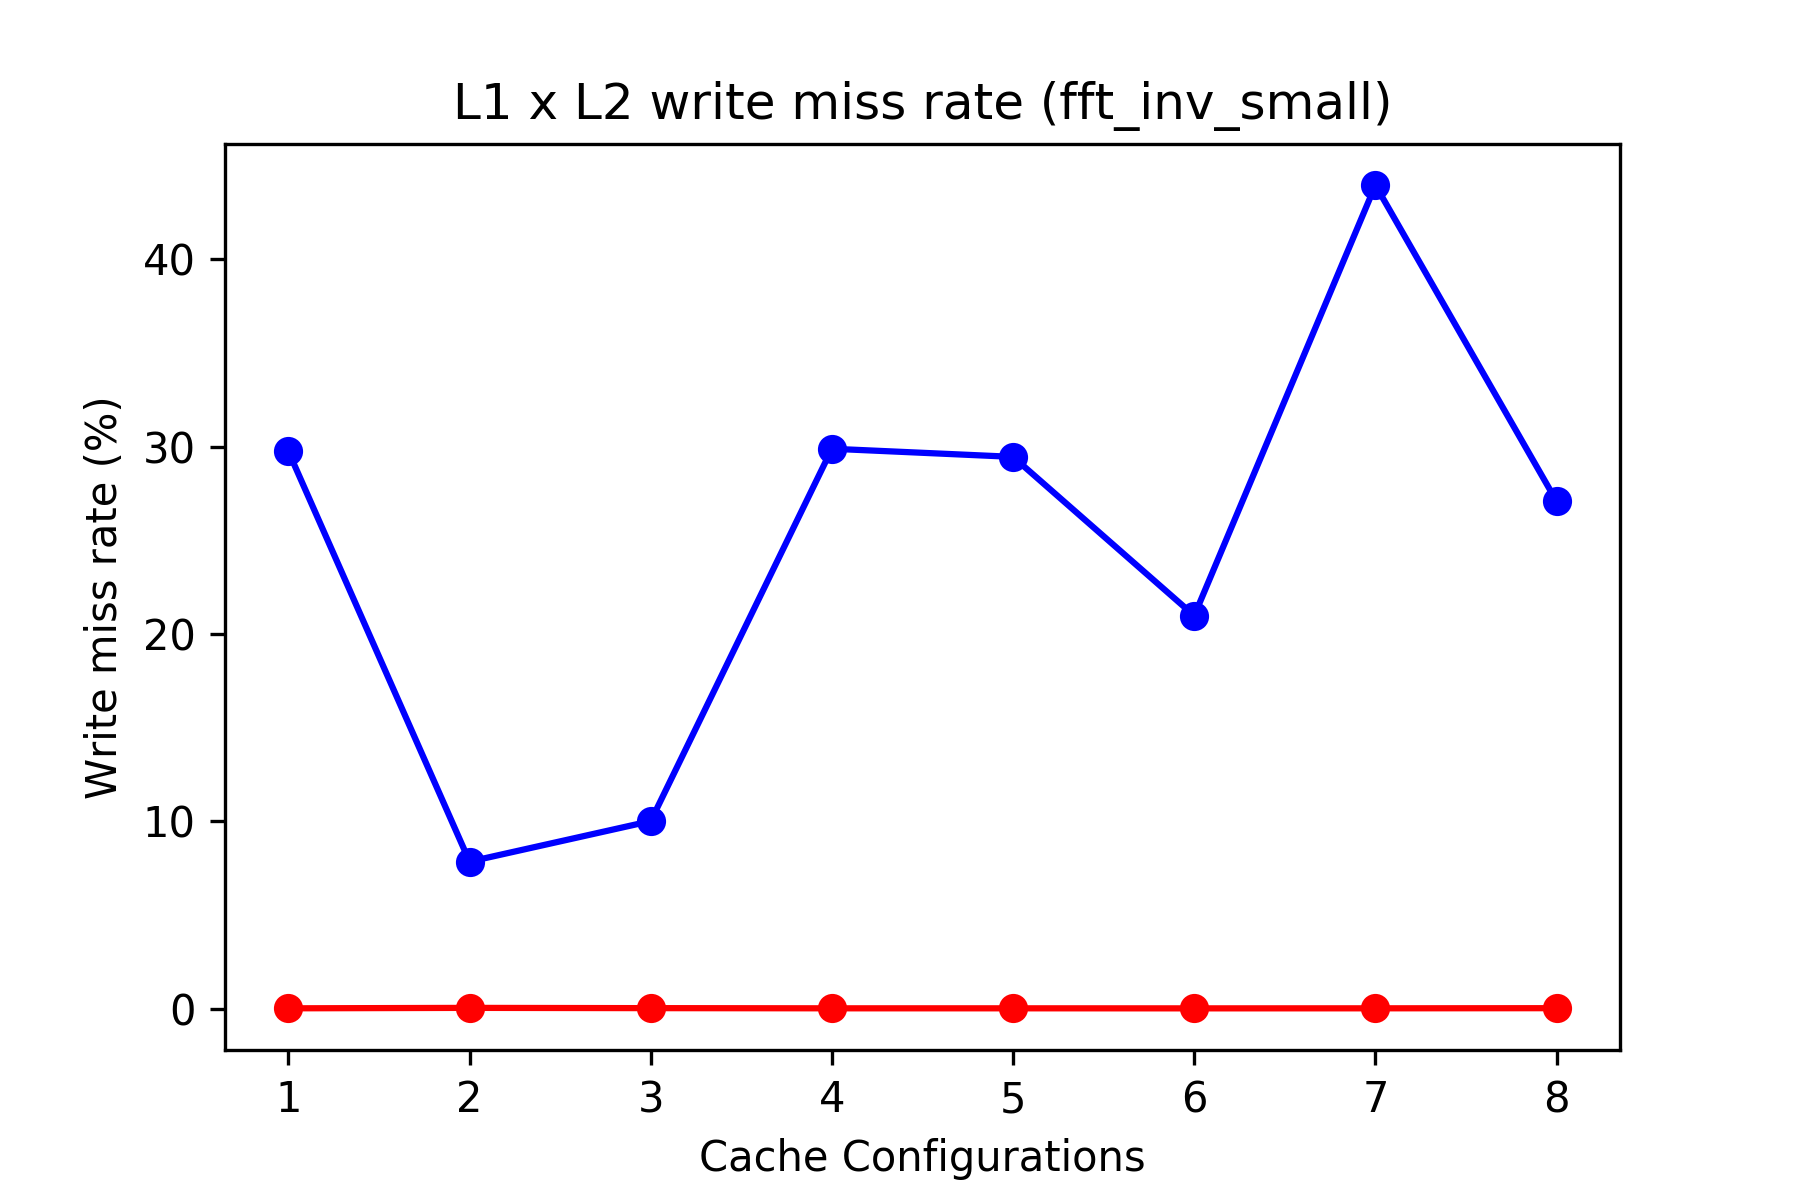 L1 x L2 write miss rate (fft_inv_small)
Write miss rate (%)
40
30
20
10
0
1 2 3 4 5 6 7 8
Cache Configurations